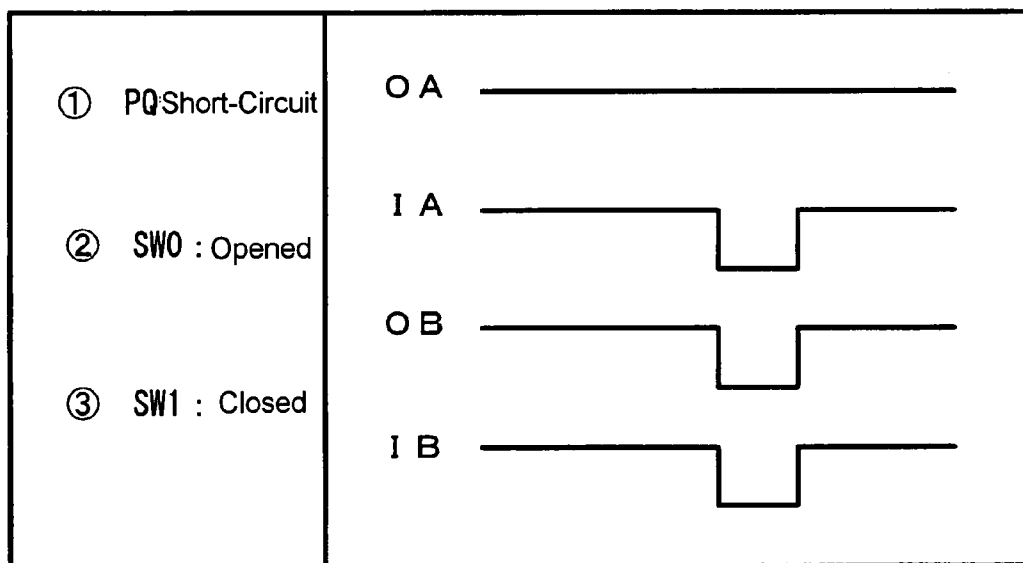 ① PQ:Short-Circuit
② SW0 : Opened
③ SW1 : Closed
OA
IA
OB
IB